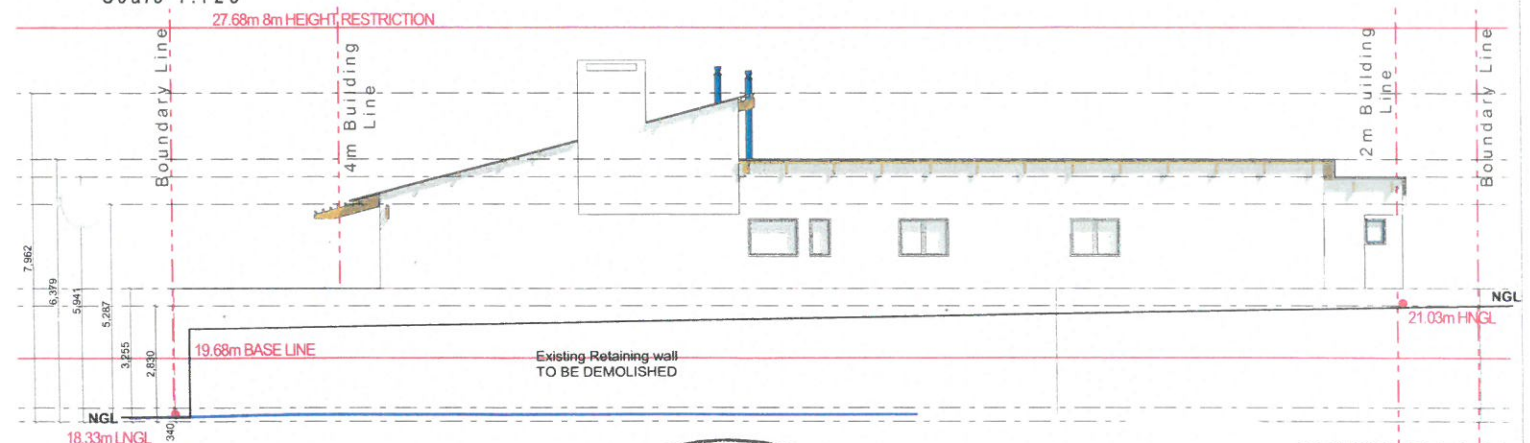 27.68m 8m HEIGHT RESTRICTION
Boundary Line
4m Building
Line
2m Building
Line
Boundary Line
7,962
6,379
5,941
5,287
3,255
2,830
340
19.68m BASE LINE
Existing Retaining wall
TO BE DEMOLISHED
NGL
21.03m HNGL
NGL
18.33m LNGL